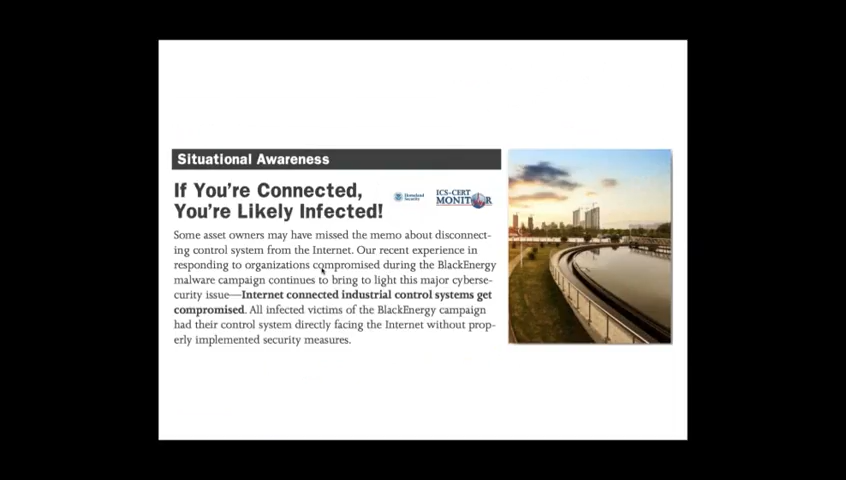 Situational Awareness
If You're Connected,
You're Likely Infected!
Homeland
Security
ICS-CERT
MONITOR
Some asset owners may have missed the memo about disconnect-
ing control system from the Internet. Our recent experience in
responding to organizations compromised during the BlackEnergy
malware campaign continues to bring to light this major cyberse-
curity issue—Internet connected industrial control systems get
compromised. All infected victims of the BlackEnergy campaign
had their control system directly facing the Internet without prop-
erly implemented security measures.